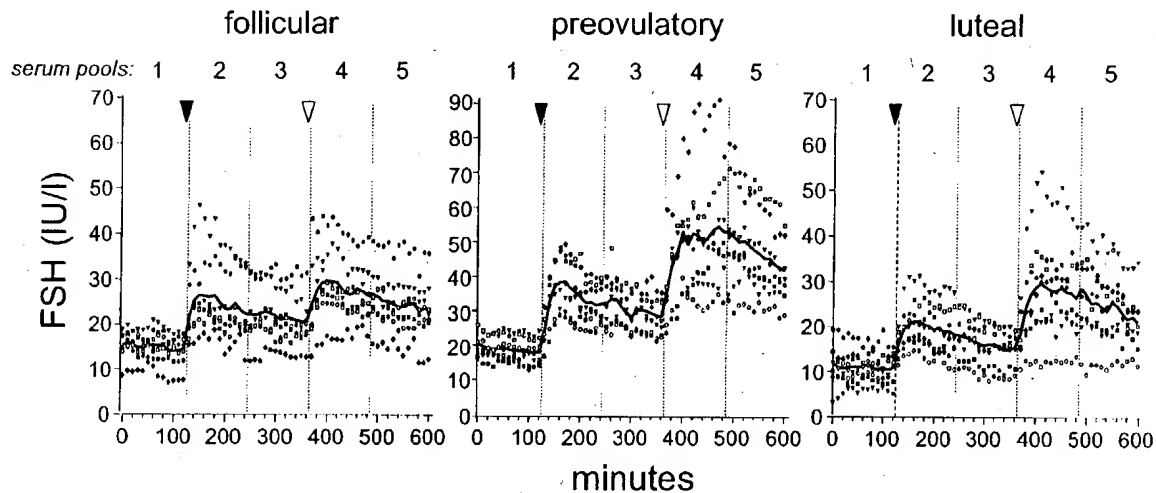 follicular preovulatory luteal
serum pools: 1 2 3 4 5 1 2 3 4 5 1 2 3 4 5
70 60 50 40 30 20 10 0
90 80 70 60 50 40 30 20 10 0
70 60 50 40 30 20 10 0
FSH (IU/l)
0 100 200 300 400 500 600 0 100 200 300 400 500 600 0 100 200 300 400 500 600
minutes